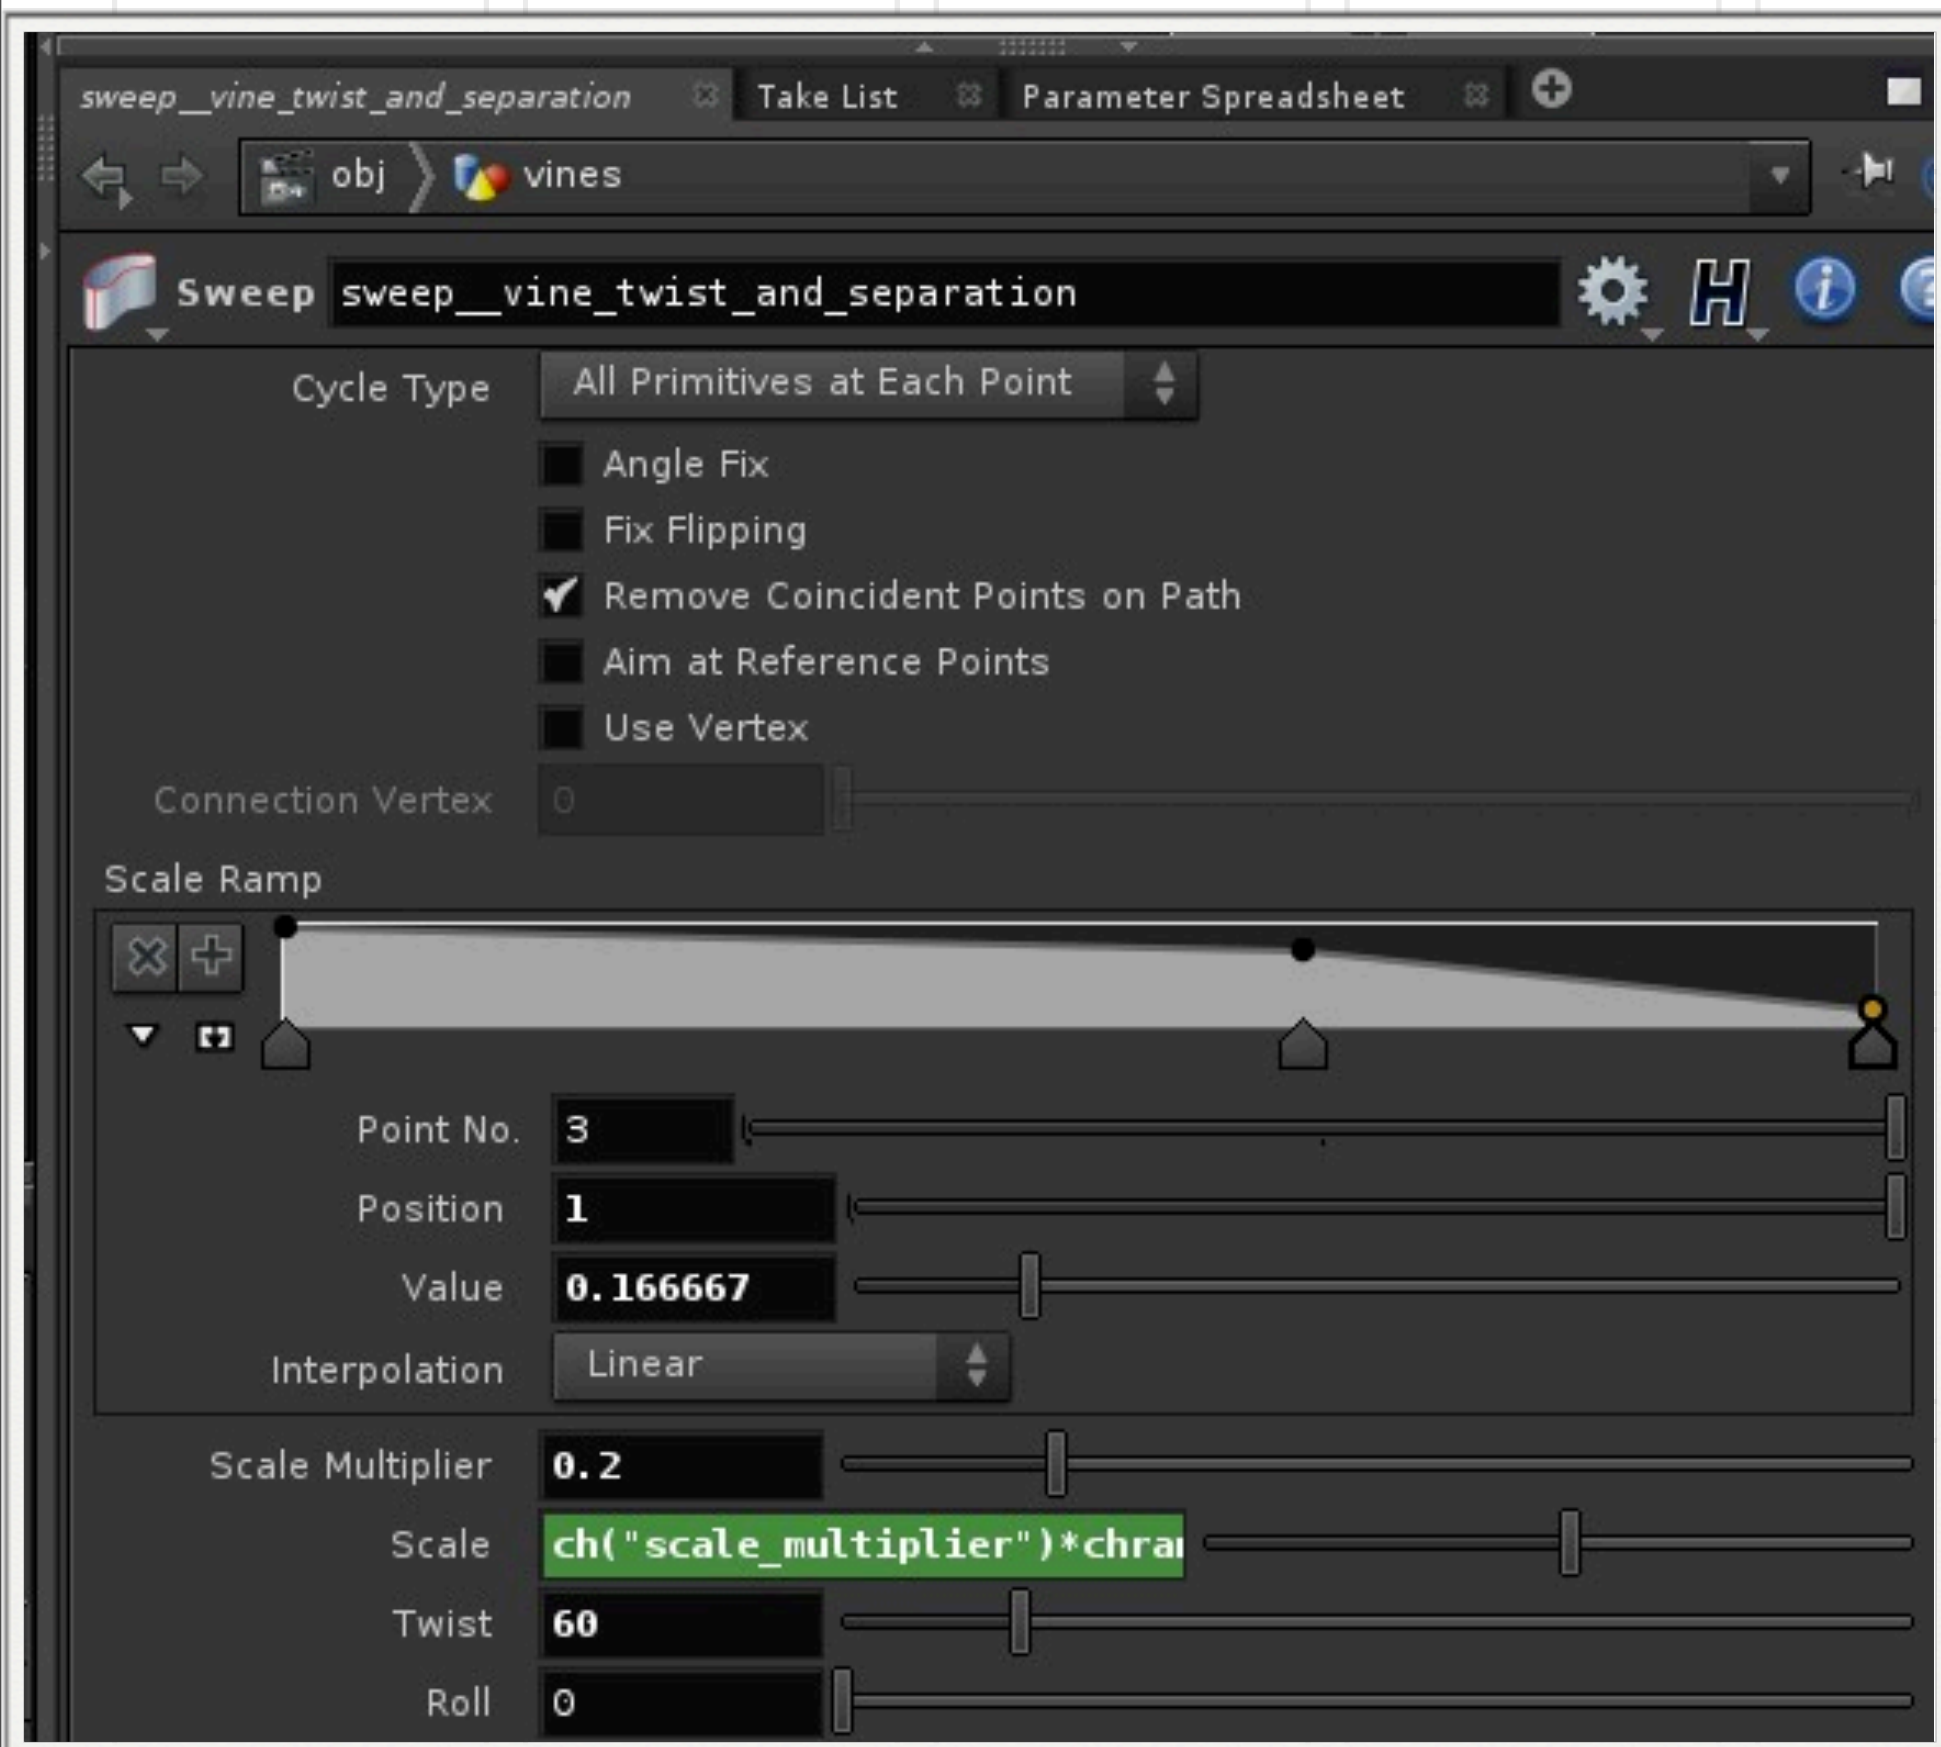 sweep__vine_twist_and_separation Take List Parameter Spreadsheet
obj vines
Sweep sweep__vine_twist_and_separation
Cycle Type All Primitives at Each Point
Angle Fix
Fix Flipping
Remove Coincident Points on Path
Aim at Reference Points
Use Vertex
Connection Vertex 0
Scale Ramp
Point No. 3
Position 1
Value 0.166667
Interpolation Linear
Scale Multiplier 0.2
Scale ch("scale_multiplier")*chra
Twist 60
Roll 0